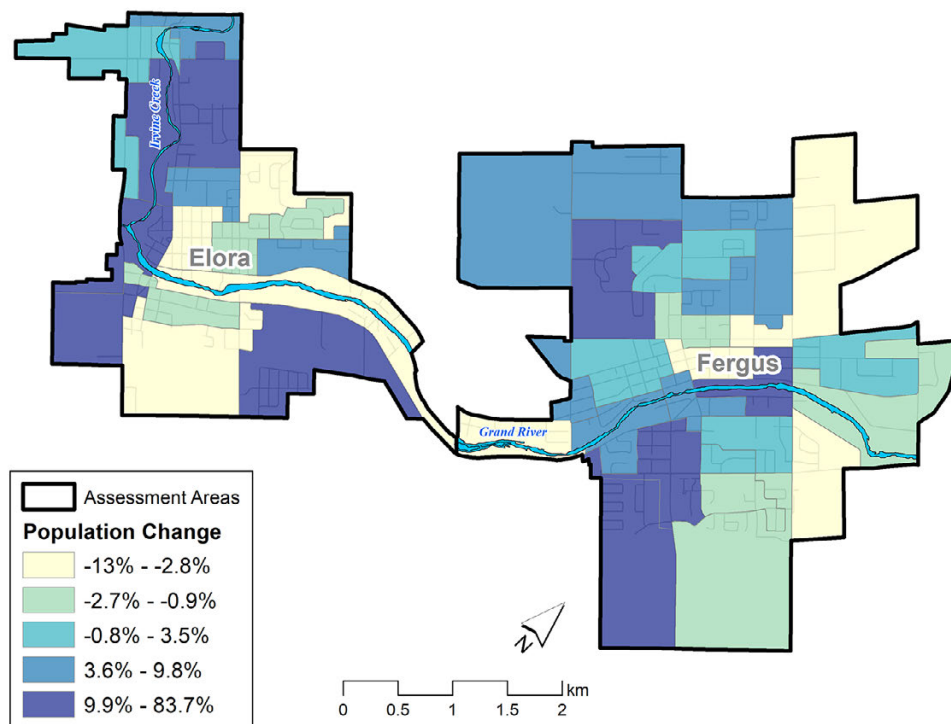 Irvine Creek
Elora
Fergus
Grand River
Assessment Areas
Population Change
-13% - -2.8%
-2.7% - -0.9%
-0.8% - 3.5%
3.6% - 9.8%
9.9% - 83.7%
N
km
0 0.5 1 1.5 2